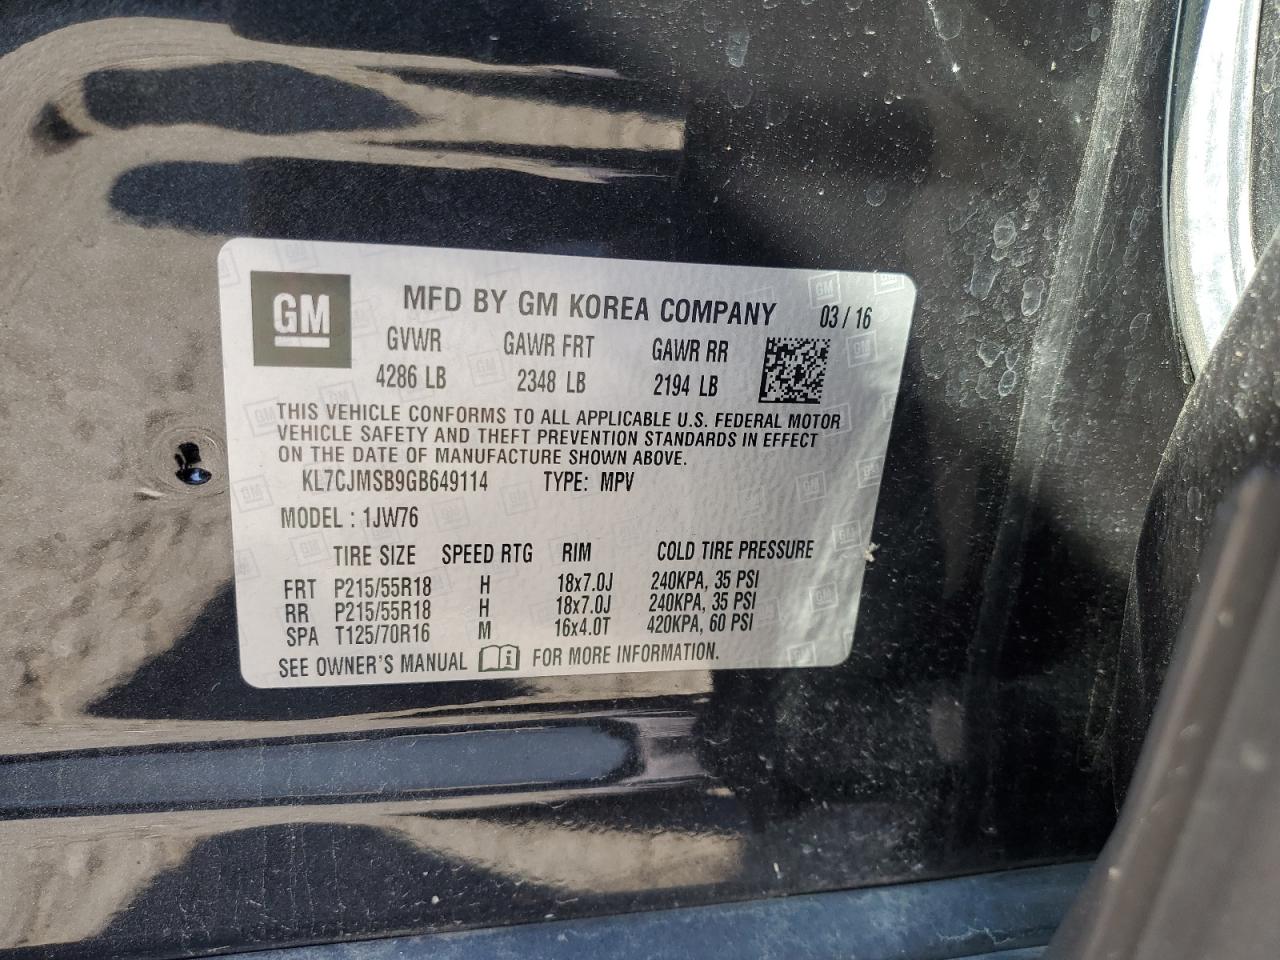 GM
MFD BY GM KOREA COMPANY 03 / 16
GVWR GAWR FRT GAWR RR
4286 LB 2348 LB 2194 LB
THIS VEHICLE CONFORMS TO ALL APPLICABLE U.S. FEDERAL MOTOR
VEHICLE SAFETY AND THEFT PREVENTION STANDARDS IN EFFECT
ON THE DATE OF MANUFACTURE SHOWN ABOVE.
KL7CJMSB9GB649114 TYPE: MPV
MODEL : 1JW76
TIRE SIZE SPEED RTG RIM COLD TIRE PRESSURE
FRT P215/55R18 H 18x7.0J 240KPA, 35 PSI
RR P215/55R18 H 18x7.0J 240KPA, 35 PSI
SPA T125/70R16 M 16x4.0T 420KPA, 60 PSI
SEE OWNER'S MANUAL i FOR MORE INFORMATION.